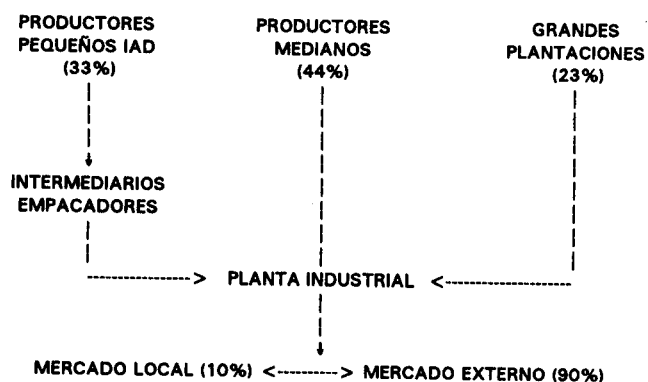 PRODUCTORES
PEQUEÑOS IAD
(33%)
PRODUCTORES
MEDIANOS
(44%)
GRANDES
PLANTACIONES
(23%)
INTERMEDIARIOS
EMPACADORES
PLANTA INDUSTRIAL
MERCADO LOCAL (10%) <----------> MERCADO EXTERNO (90%)